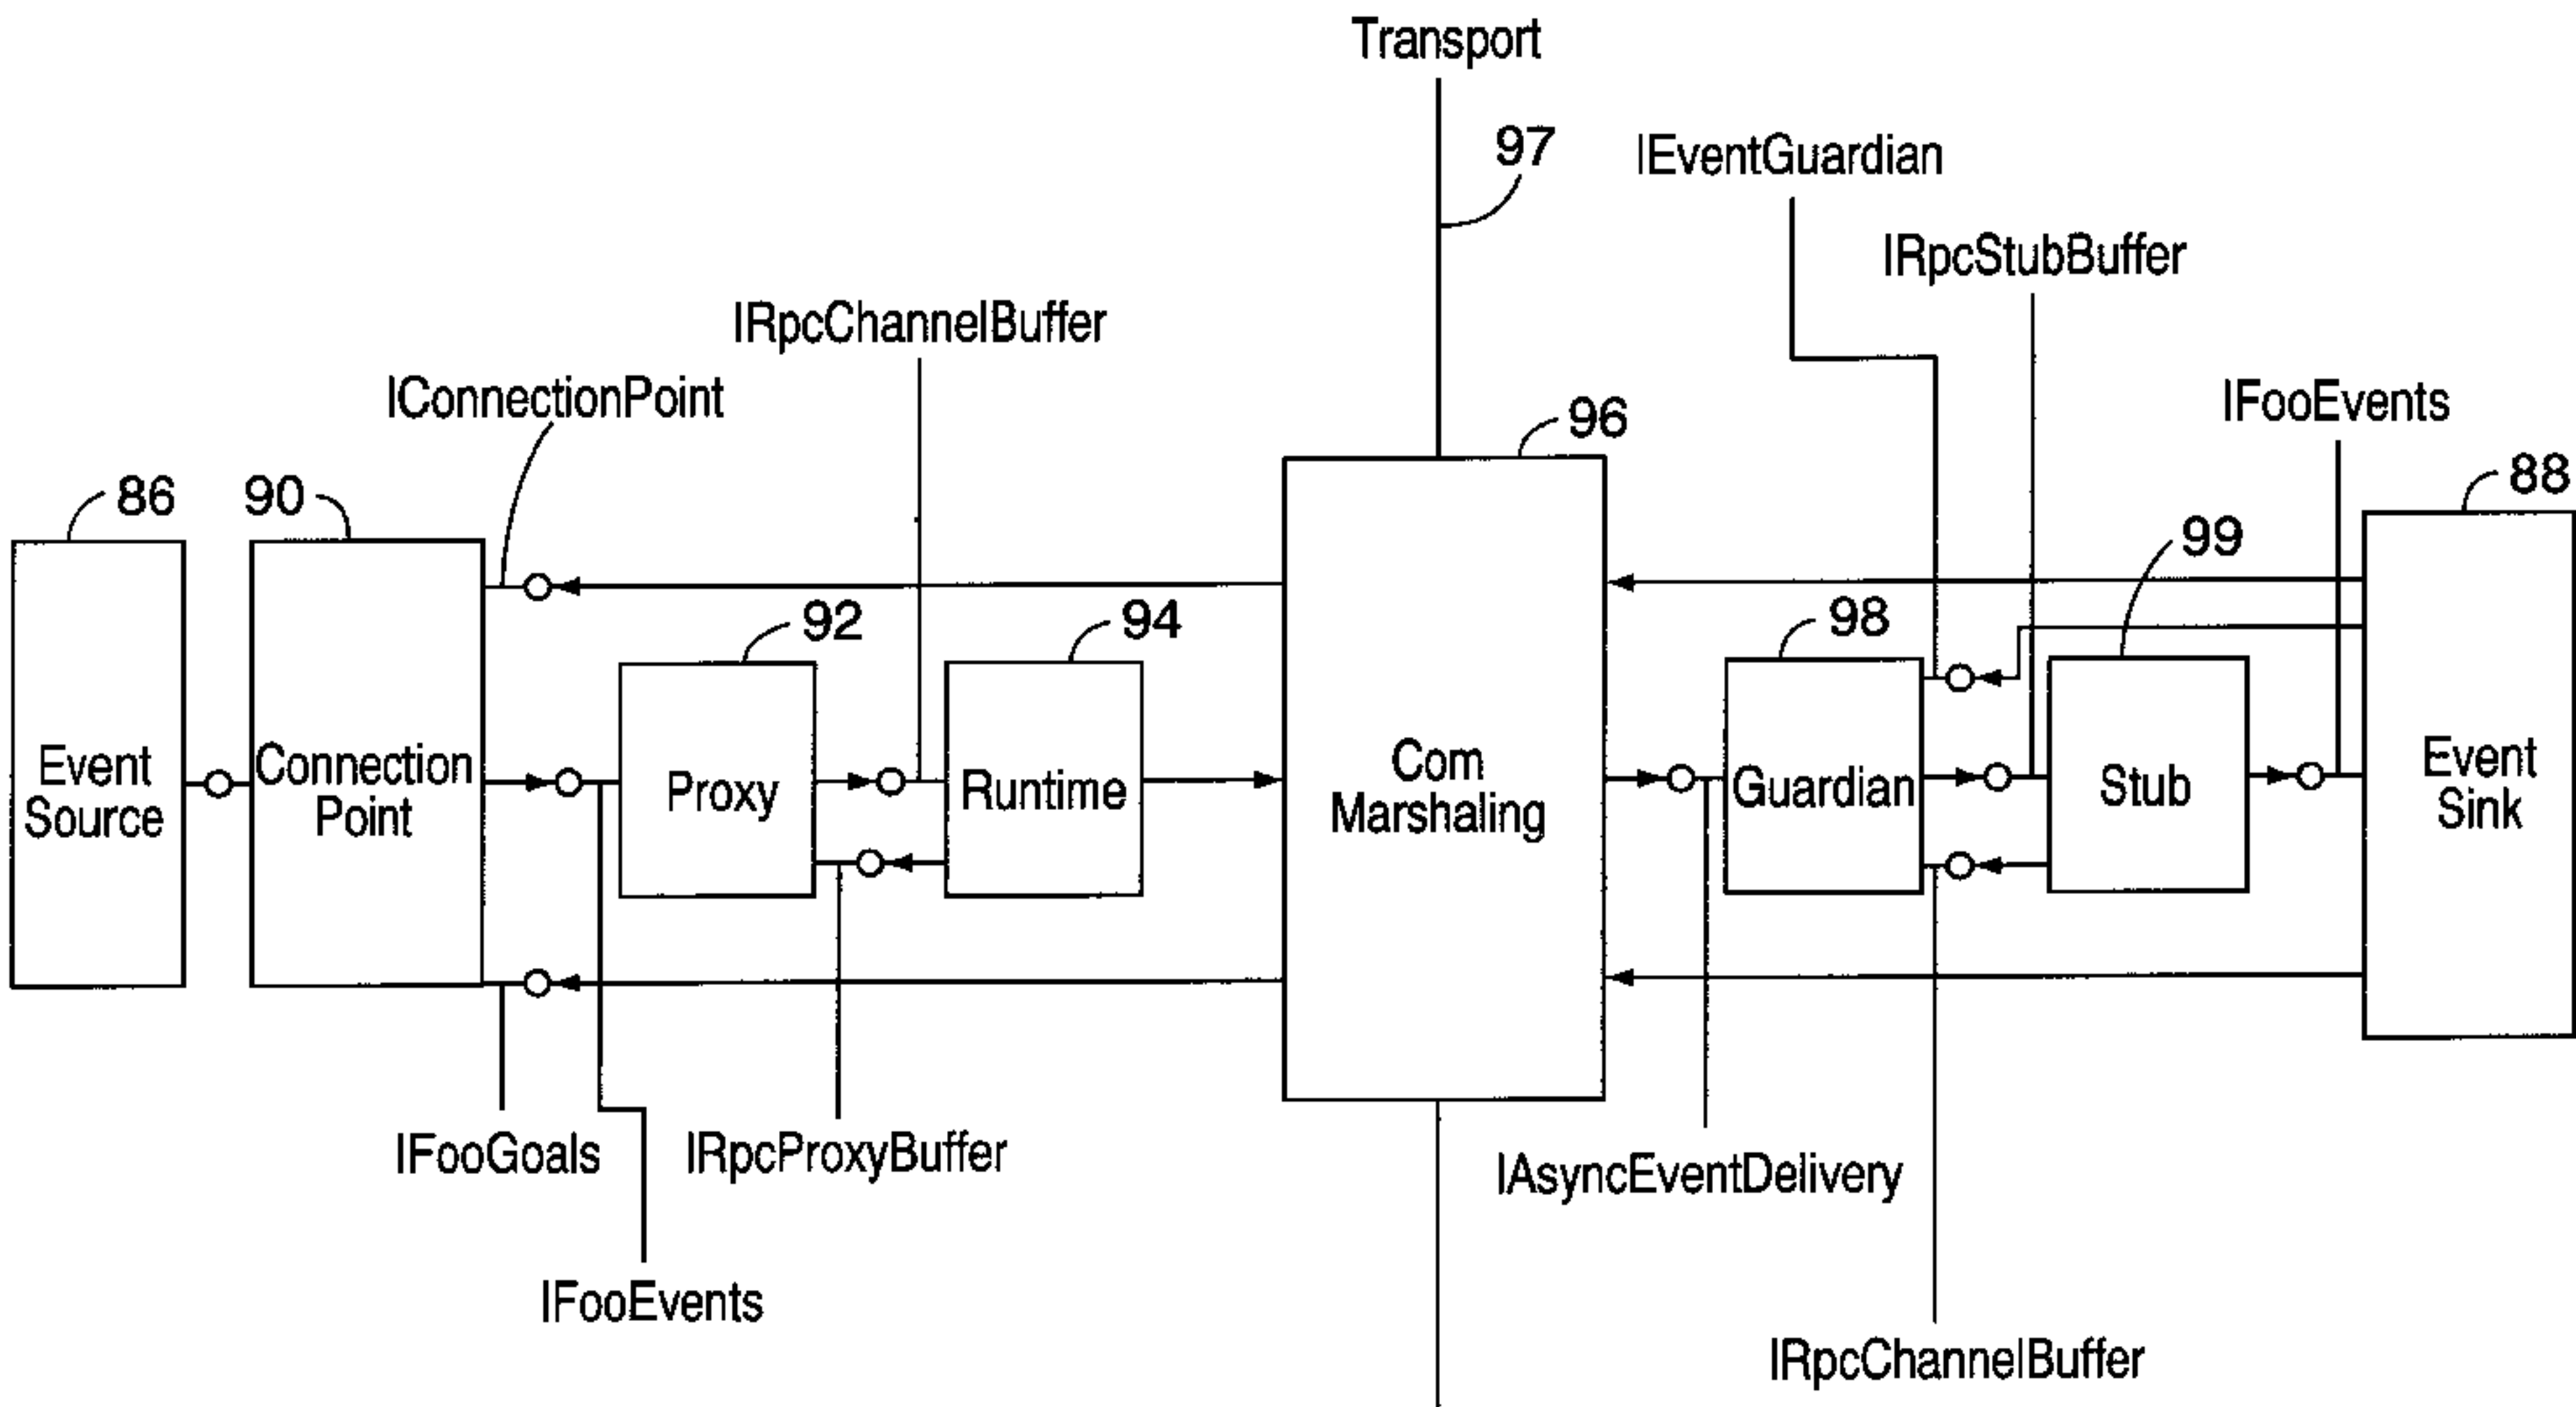 Transport
97
IEventGuardian
IRpcStubBuffer
IRpcChannelBuffer
IConnectionPoint
IFooEvents
96
86
90
88
99
92
94
98
Event
Source
Connection
Point
Proxy
Runtime
Com
Marshaling
Guardian
Stub
Event
Sink
IFooGoals
IRpcProxyBuffer
IAsyncEventDelivery
IFooEvents
IRpcChannelBuffer